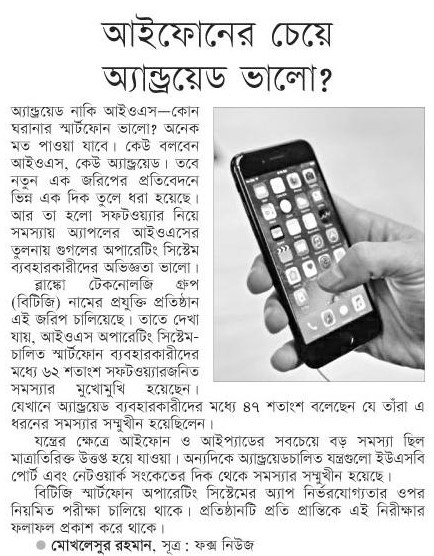 আইফোনের চেয়ে
অ্যান্ড্রয়েড ভালো?
অ্যান্ড্রয়েড নাকি আইওএস—কোন
ঘরানার স্মার্টফোন ভালো? অনেক
মত পাওয়া যাবে। কেউ বলবেন
আইওএস, কেউ অ্যান্ড্রয়েড। তবে
নতুন এক জরিপের প্রতিবেদনে
ভিন্ন এক দিক তুলে ধরা হয়েছে।
আর তা হলো সফটওয়্যার নিয়ে
সমস্যায় অ্যাপলের আইওএসের
তুলনায় গুগলের অপারেটিং সিস্টেম
ব্যবহারকারীদের অভিজ্ঞতা ভালো।
ব্লাঙ্কো টেকনোলজি গ্রুপ
(বিটিজি) নামের প্রযুক্তি প্রতিষ্ঠান
এই জরিপ চালিয়েছে। তাতে দেখা
যায়, আইওএস অপারেটিং সিস্টেম-
চালিত স্মার্টফোন ব্যবহারকারীদের
মধ্যে ৬২ শতাংশ সফটওয়্যারজনিত
সমস্যার মুখোমুখি হয়েছেন।
যেখানে অ্যান্ড্রয়েড ব্যবহারকারীদের মধ্যে ৪৭ শতাংশ বলেছেন যে তাঁরা এ
ধরনের সমস্যার সম্মুখীন হয়েছিলেন।
যন্ত্রের ক্ষেত্রে আইফোন ও আইপ্যাডের সবচেয়ে বড় সমস্যা ছিল
মাত্রাতিরিক্ত উত্তপ্ত হয়ে যাওয়া। অন্যদিকে অ্যান্ড্রয়েডচালিত যন্ত্রগুলো ইউএসবি
পোর্ট এবং নেটওয়ার্ক সংকেতের দিক থেকে সমস্যার সম্মুখীন হয়েছে।
বিটিজি স্মার্টফোন অপারেটিং সিস্টেমের অ্যাপ নির্ভরযোগ্যতার ওপর
নিয়মিত পরীক্ষা চালিয়ে থাকে। প্রতিষ্ঠানটি প্রতি প্রান্তিকে এই নিরীক্ষার
ফলাফল প্রকাশ করে থাকে।
● মোখলেসুর রহমান, সূত্র : ফক্স নিউজ